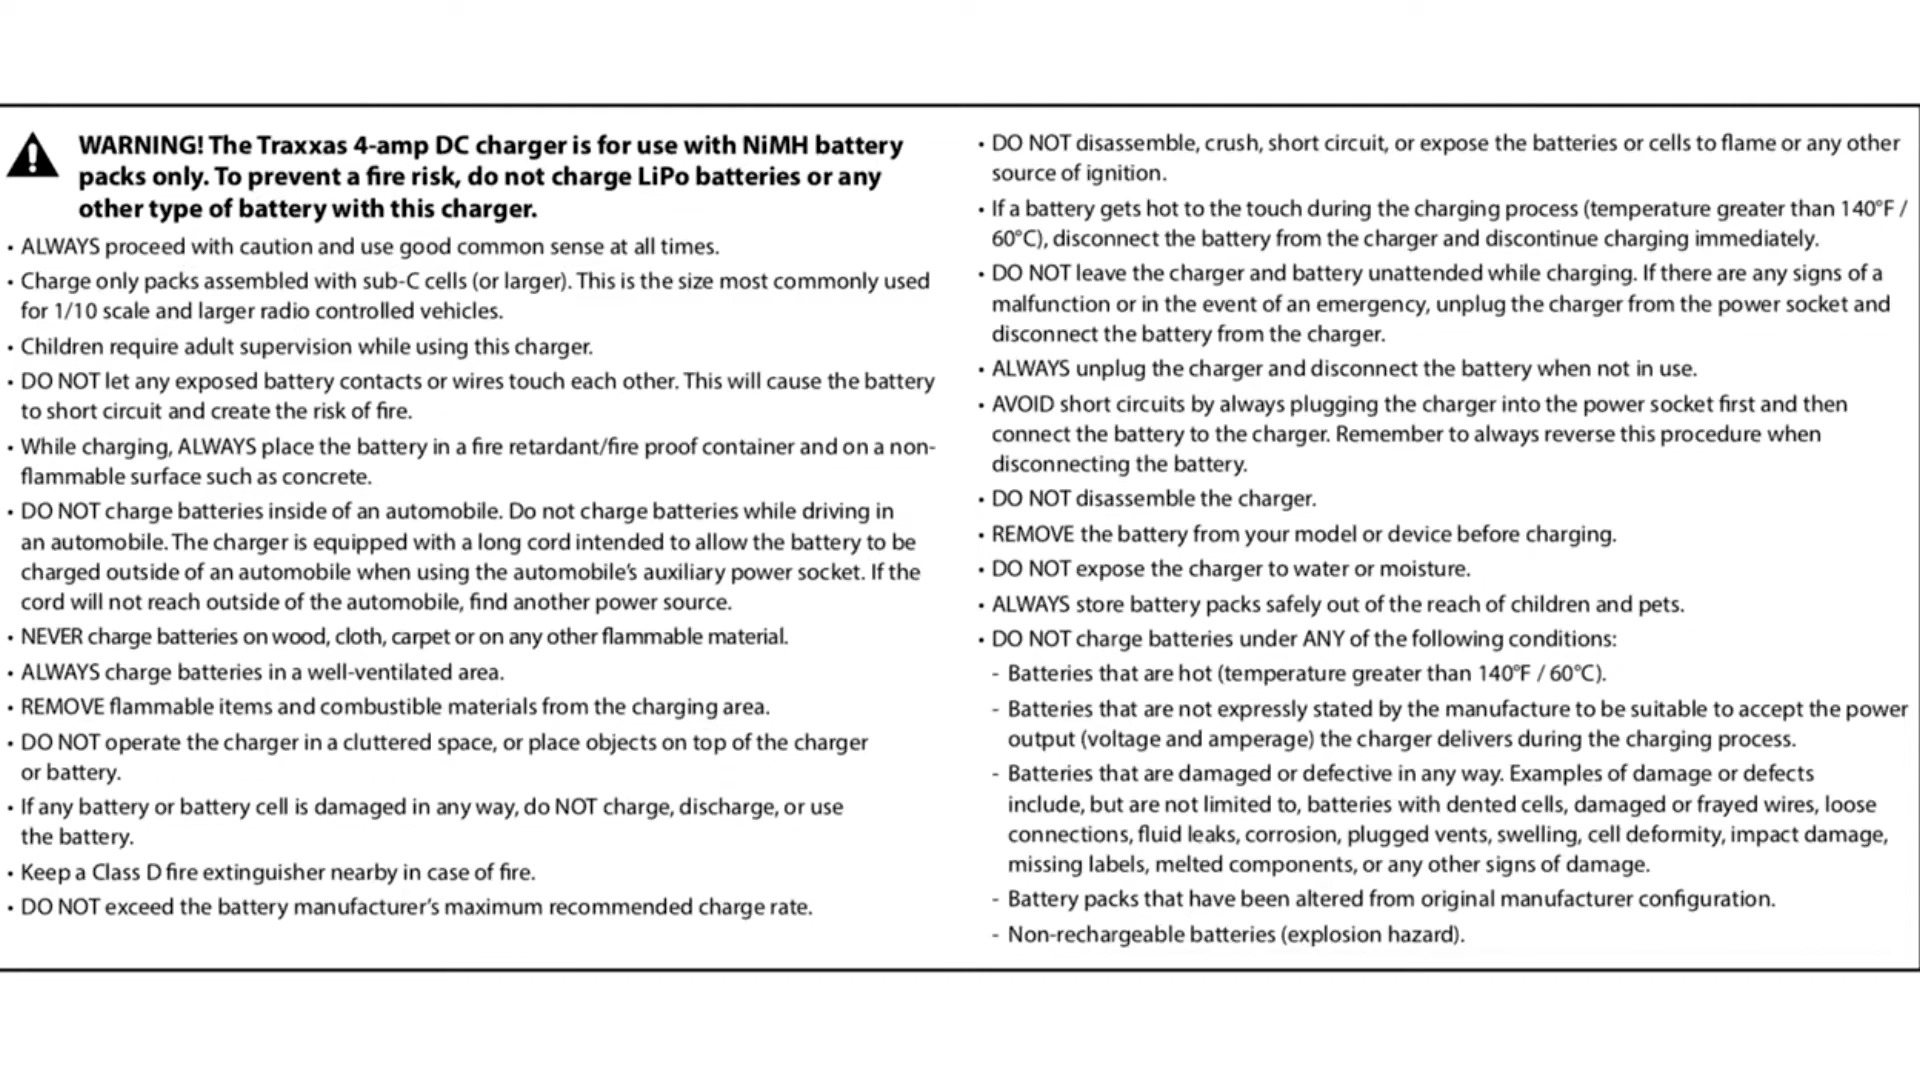 WARNING! The Traxxas 4-amp DC charger is for use with NiMH battery
packs only. To prevent a fire risk, do not charge LiPo batteries or any
other type of battery with this charger.
• ALWAYS proceed with caution and use good common sense at all times.
• Charge only packs assembled with sub-C cells (or larger). This is the size most commonly used
for 1/10 scale and larger radio controlled vehicles.
• Children require adult supervision while using this charger.
• DO NOT let any exposed battery contacts or wires touch each other. This will cause the battery
to short circuit and create the risk of fire.
• While charging, ALWAYS place the battery in a fire retardant/fire proof container and on a non-
flammable surface such as concrete.
• DO NOT charge batteries inside of an automobile. Do not charge batteries while driving in
an automobile. The charger is equipped with a long cord intended to allow the battery to be
charged outside of an automobile when using the automobile’s auxiliary power socket. If the
cord will not reach outside of the automobile, find another power source.
• NEVER charge batteries on wood, cloth, carpet or on any other flammable material.
• ALWAYS charge batteries in a well-ventilated area.
• REMOVE flammable items and combustible materials from the charging area.
• DO NOT operate the charger in a cluttered space, or place objects on top of the charger
or battery.
• If any battery or battery cell is damaged in any way, do NOT charge, discharge, or use
the battery.
• Keep a Class D fire extinguisher nearby in case of fire.
• DO NOT exceed the battery manufacturer’s maximum recommended charge rate.
• DO NOT disassemble, crush, short circuit, or expose the batteries or cells to flame or any other
source of ignition.
• If a battery gets hot to the touch during the charging process (temperature greater than 140°F /
60°C), disconnect the battery from the charger and discontinue charging immediately.
• DO NOT leave the charger and battery unattended while charging. If there are any signs of a
malfunction or in the event of an emergency, unplug the charger from the power socket and
disconnect the battery from the charger.
• ALWAYS unplug the charger and disconnect the battery when not in use.
• AVOID short circuits by always plugging the charger into the power socket first and then
connect the battery to the charger. Remember to always reverse this procedure when
disconnecting the battery.
• DO NOT disassemble the charger.
• REMOVE the battery from your model or device before charging.
• DO NOT expose the charger to water or moisture.
• ALWAYS store battery packs safely out of the reach of children and pets.
• DO NOT charge batteries under ANY of the following conditions:
- Batteries that are hot (temperature greater than 140°F / 60°C).
- Batteries that are not expressly stated by the manufacture to be suitable to accept the power
output (voltage and amperage) the charger delivers during the charging process.
- Batteries that are damaged or defective in any way. Examples of damage or defects
include, but are not limited to, batteries with dented cells, damaged or frayed wires, loose
connections, fluid leaks, corrosion, plugged vents, swelling, cell deformity, impact damage,
missing labels, melted components, or any other signs of damage.
- Battery packs that have been altered from original manufacturer configuration.
- Non-rechargeable batteries (explosion hazard).